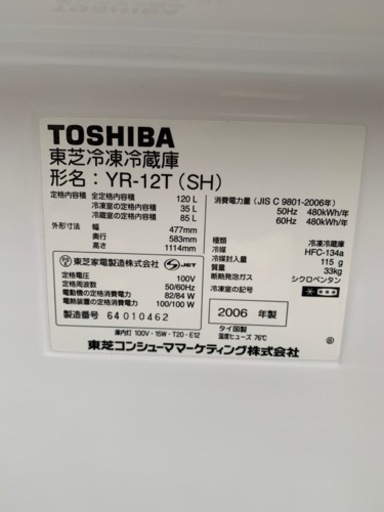 TOSHIBA
東芝冷凍冷蔵庫
形名：YR-12T (SH)
定格内容積 全定格内容積 120 L
冷凍室の定格内容積 35 L
冷蔵室の定格内容積 85 L
外形寸法 幅 477mm
奥行 583mm
高さ 1114mm
東芝家電製造株式会社 S JET
定格電圧 100V
定格周波数 50/60Hz
電動機の定格消費電力 82/84 W
電熱装置の定格消費電力 100/100 W
製造番号 64010462
消費電力量（JIS C 9801-2006年）
50Hz 480kWh/年
60Hz 480kWh/年
種類 冷凍冷蔵庫
冷媒 HFC-134a
冷媒封入量 115 g
質量 33kg
断熱発泡ガス シクロペンタン
冷凍室の記号
2006 年製
タイ国製
庫内灯 100V・15W・T20・E12
温度ヒューズ 76℃
東芝コンシューママーケティング株式会社